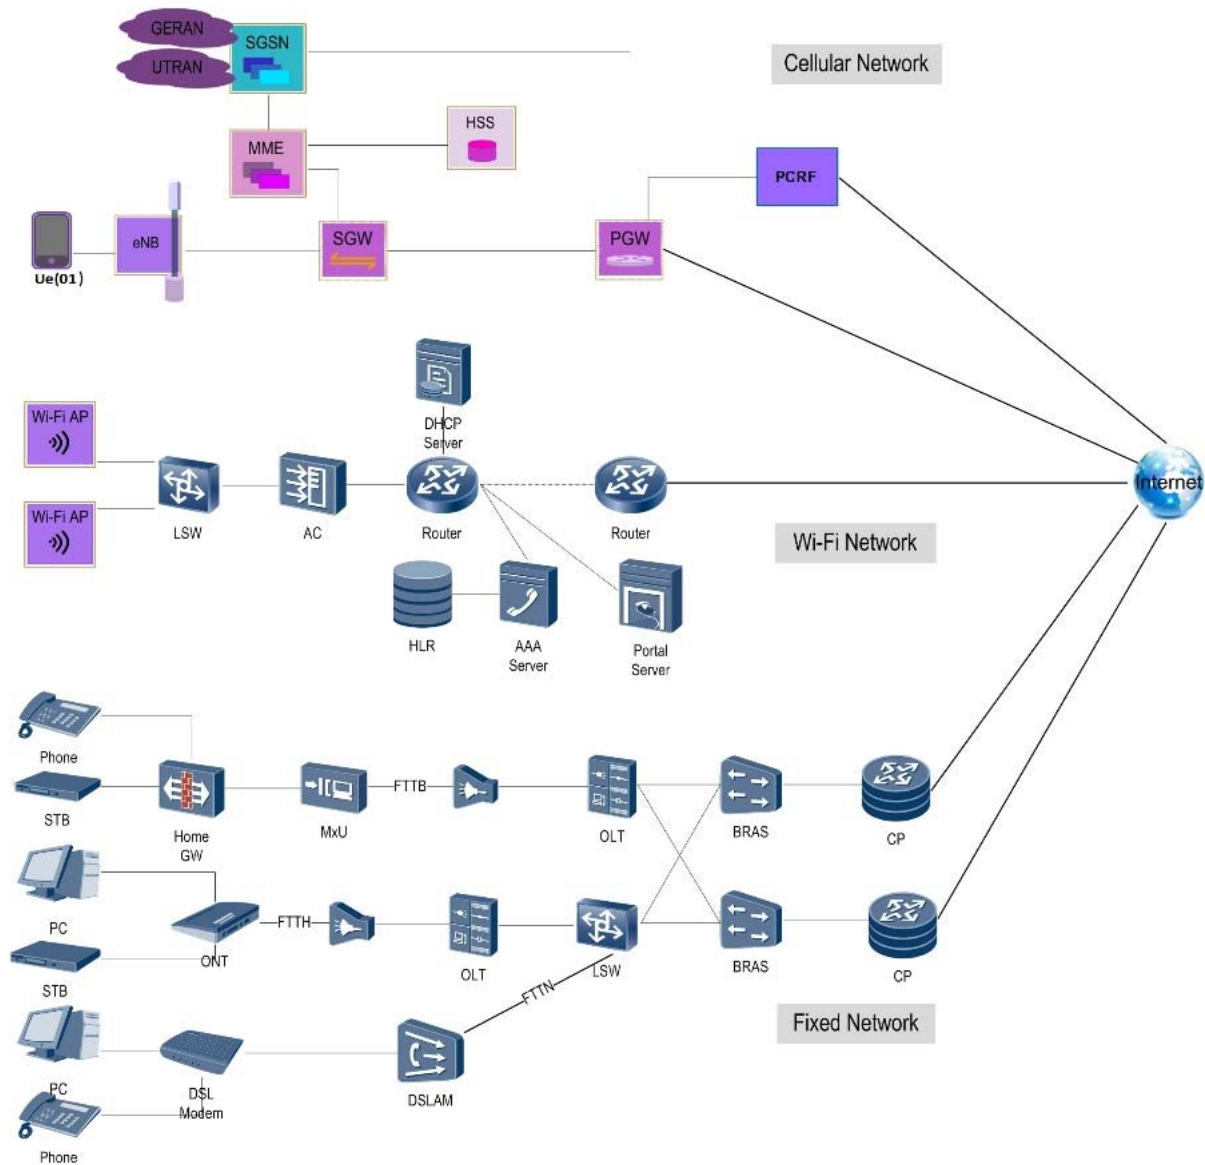 GERAN
SGSN
UTRAN
Cellular Network
HSS
MME
PCRF
eNB
SGW
PGW
Ue(01)
Wi-Fi AP
DHCP
Server
Internet
Wi-Fi AP
LSW
AC
Router
Router
Wi-Fi Network
HLR
AAA
Server
Portal
Server
Phone
FTTB
STB
Home
GW
MxU
OLT
BRAS
CP
PC
FTTH
ONT
OLT
LSW
BRAS
CP
STB
FTTN
Fixed Network
PC
DSL
Modem
DSLAM
Phone